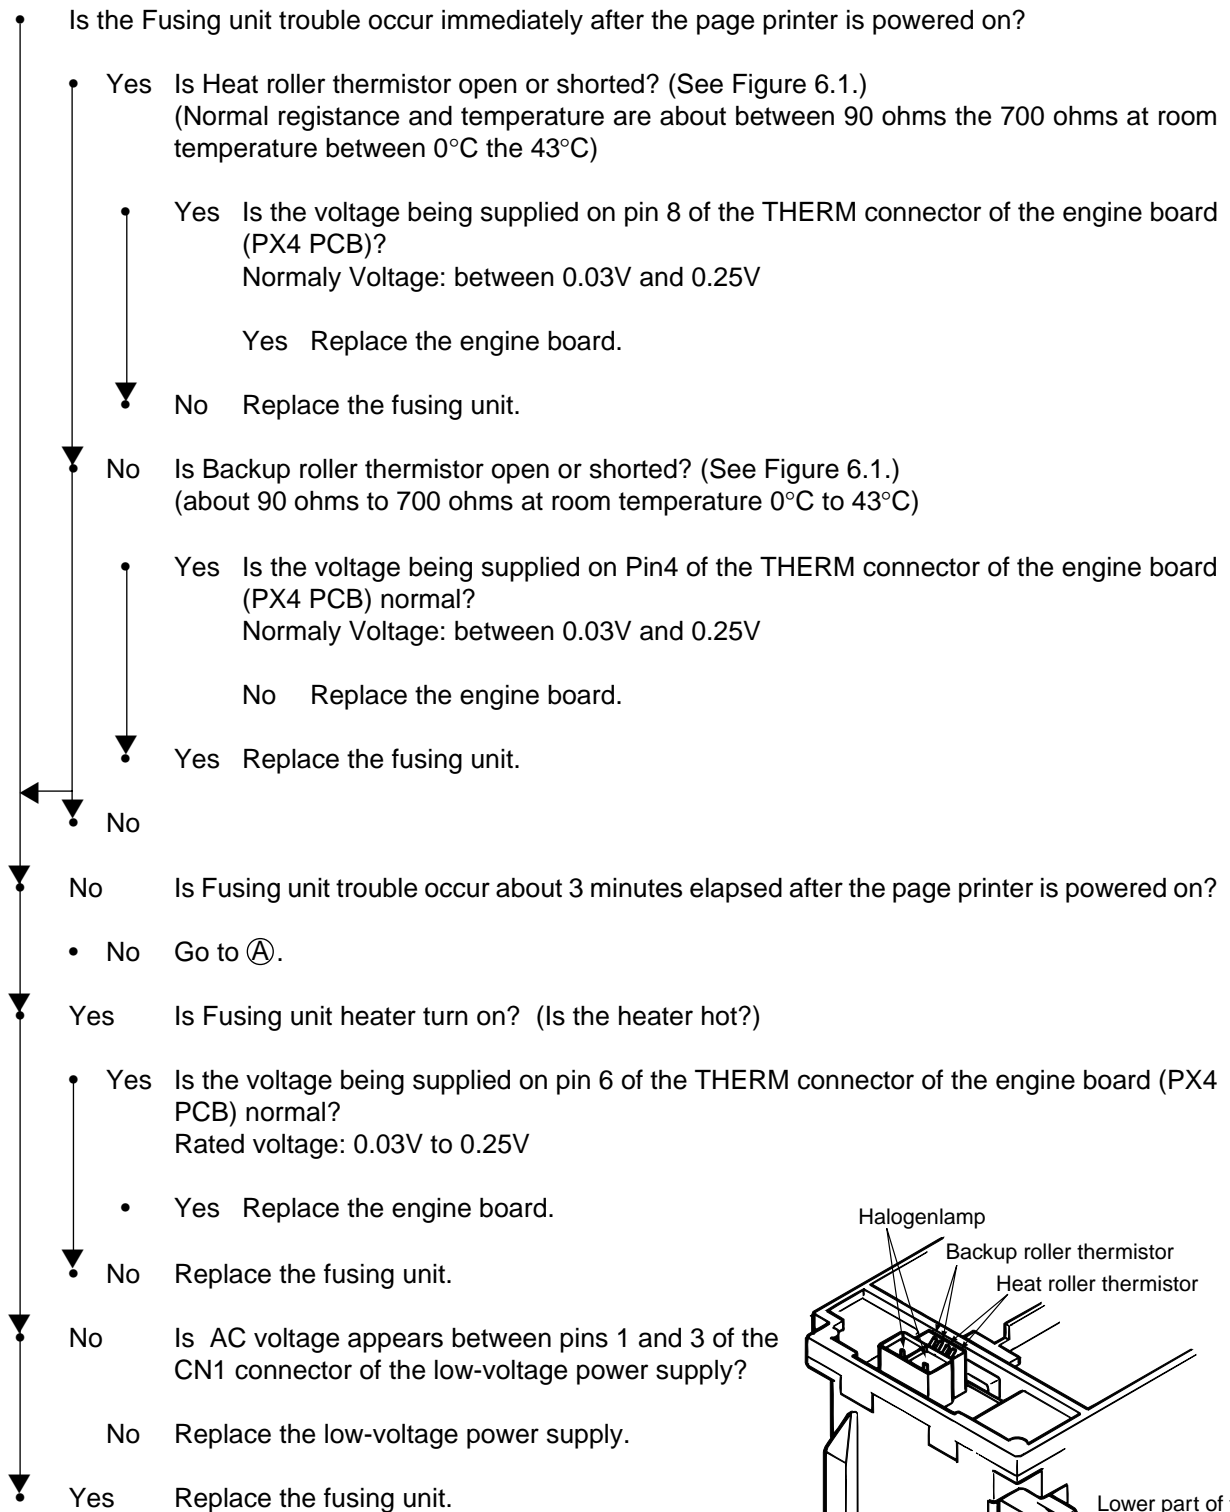 Is the Fusing unit trouble occur immediately after the page printer is powered on?
Yes Is Heat roller thermistor open or shorted? (See Figure 6.1.)
(Normal registance and temperature are about between 90 ohms the 700 ohms at room
temperature between 0°C the 43°C)
Yes Is the voltage being supplied on pin 8 of the THERM connector of the engine board
(PX4 PCB)?
Normaly Voltage: between 0.03V and 0.25V
Yes Replace the engine board.
No Replace the fusing unit.
No Is Backup roller thermistor open or shorted? (See Figure 6.1.)
(about 90 ohms to 700 ohms at room temperature 0°C to 43°C)
Yes Is the voltage being supplied on Pin4 of the THERM connector of the engine board
(PX4 PCB) normal?
Normaly Voltage: between 0.03V and 0.25V
No Replace the engine board.
Yes Replace the fusing unit.
No
No Is Fusing unit trouble occur about 3 minutes elapsed after the page printer is powered on?
No Go to Ⓐ.
Yes Is Fusing unit heater turn on? (Is the heater hot?)
Yes Is the voltage being supplied on pin 6 of the THERM connector of the engine board (PX4
PCB) normal?
Rated voltage: 0.03V to 0.25V
Yes Replace the engine board.
No Replace the fusing unit.
No Is AC voltage appears between pins 1 and 3 of the
CN1 connector of the low-voltage power supply?
No Replace the low-voltage power supply.
Yes Replace the fusing unit.
Halogenlamp
Backup roller thermistor
Heat roller thermistor
Lower part of